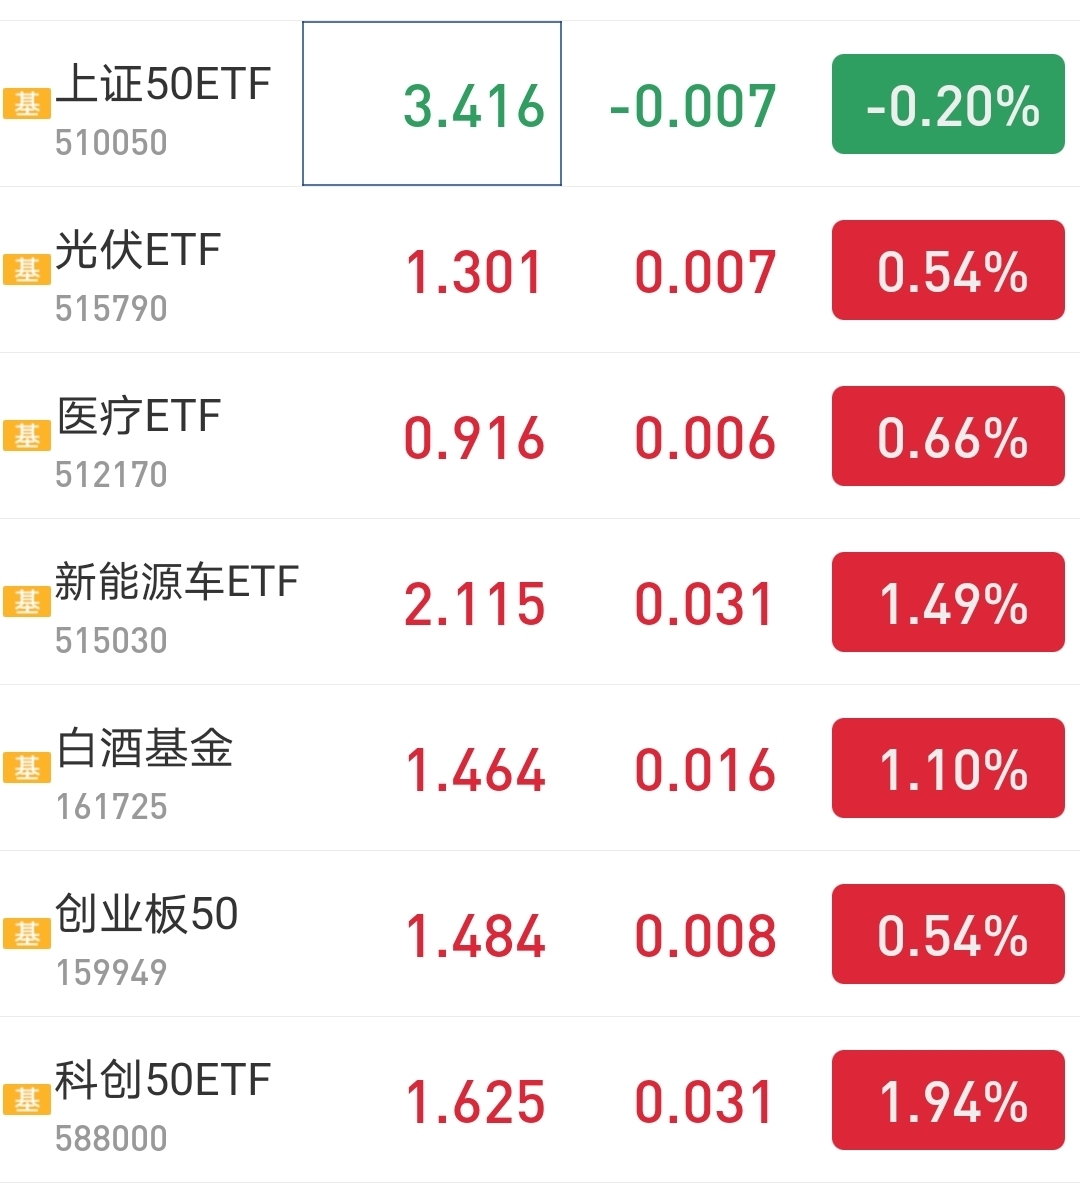 上证50ETF
基 3.416 -0.007 -0.20%
510050
光伏ETF
基 1.301 0.007 0.54%
515790
医疗ETF
基 0.916 0.006 0.66%
512170
新能源车ETF
基 2.115 0.031 1.49%
515030
白酒基金
基 1.464 0.016 1.10%
161725
创业板50
基 1.484 0.008 0.54%
159949
科创50ETF
基 1.625 0.031 1.94%
588000